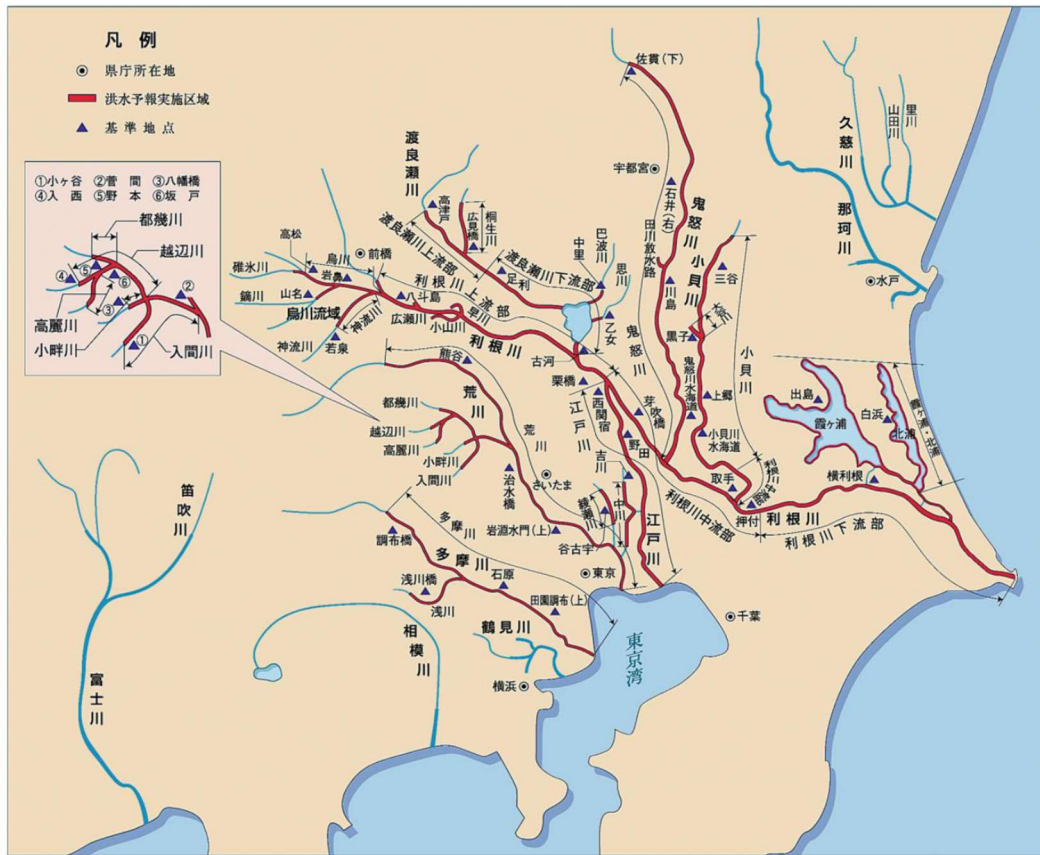 凡例
県庁所在地
洪水予報実施区域
基準地点
①小ヶ谷 ②菅間 ③八幡橋
④入西 ⑤野本 ⑥坂戸
都幾川
越辺川
④
⑤
⑥
②
③
①
高麗川
小畔川
入間川
佐貫(下)
宇都宮
石井(右)
鬼怒川
田川放水路
小貝川
三谷
川島
黒子
大谷川
鬼怒川水海道
上郷
小貝川
小貝川
水海道
久慈川
山田川
里川
那珂川
水戸
渡良瀬川
高津戸
広見橋
桐生川
渡良瀬川上流部
渡良瀬川下流部
足利
中里
巴波川
思川
乙女
古河
高松
碓氷川
岩鼻
烏川
前橋
鏑川
山名
烏川流域
神流川
神流川
若泉
利根川上流部
八斗島
広瀬川
早川
小山川
利根川
栗橋
鬼怒川
西関宿
江戸川
芽吹橋
野田
熊谷
荒川
荒川
都幾川
越辺川
高麗川
小畔川
入間川
治水橋
さいたま
岩淵水門(上)
吉川
綾瀬川
中川
谷古宇
江戸川
東京
利根川中流部
取手
押付
利根川
利根川下流部
横利根
出島
霞ヶ浦
白浜
北浦
霞ヶ浦・北浦
多摩川
調布橋
多摩川
浅川橋
浅川
石原
田園調布(上)
鶴見川
横浜
東京湾
千葉
相模川
笛吹川
富士川